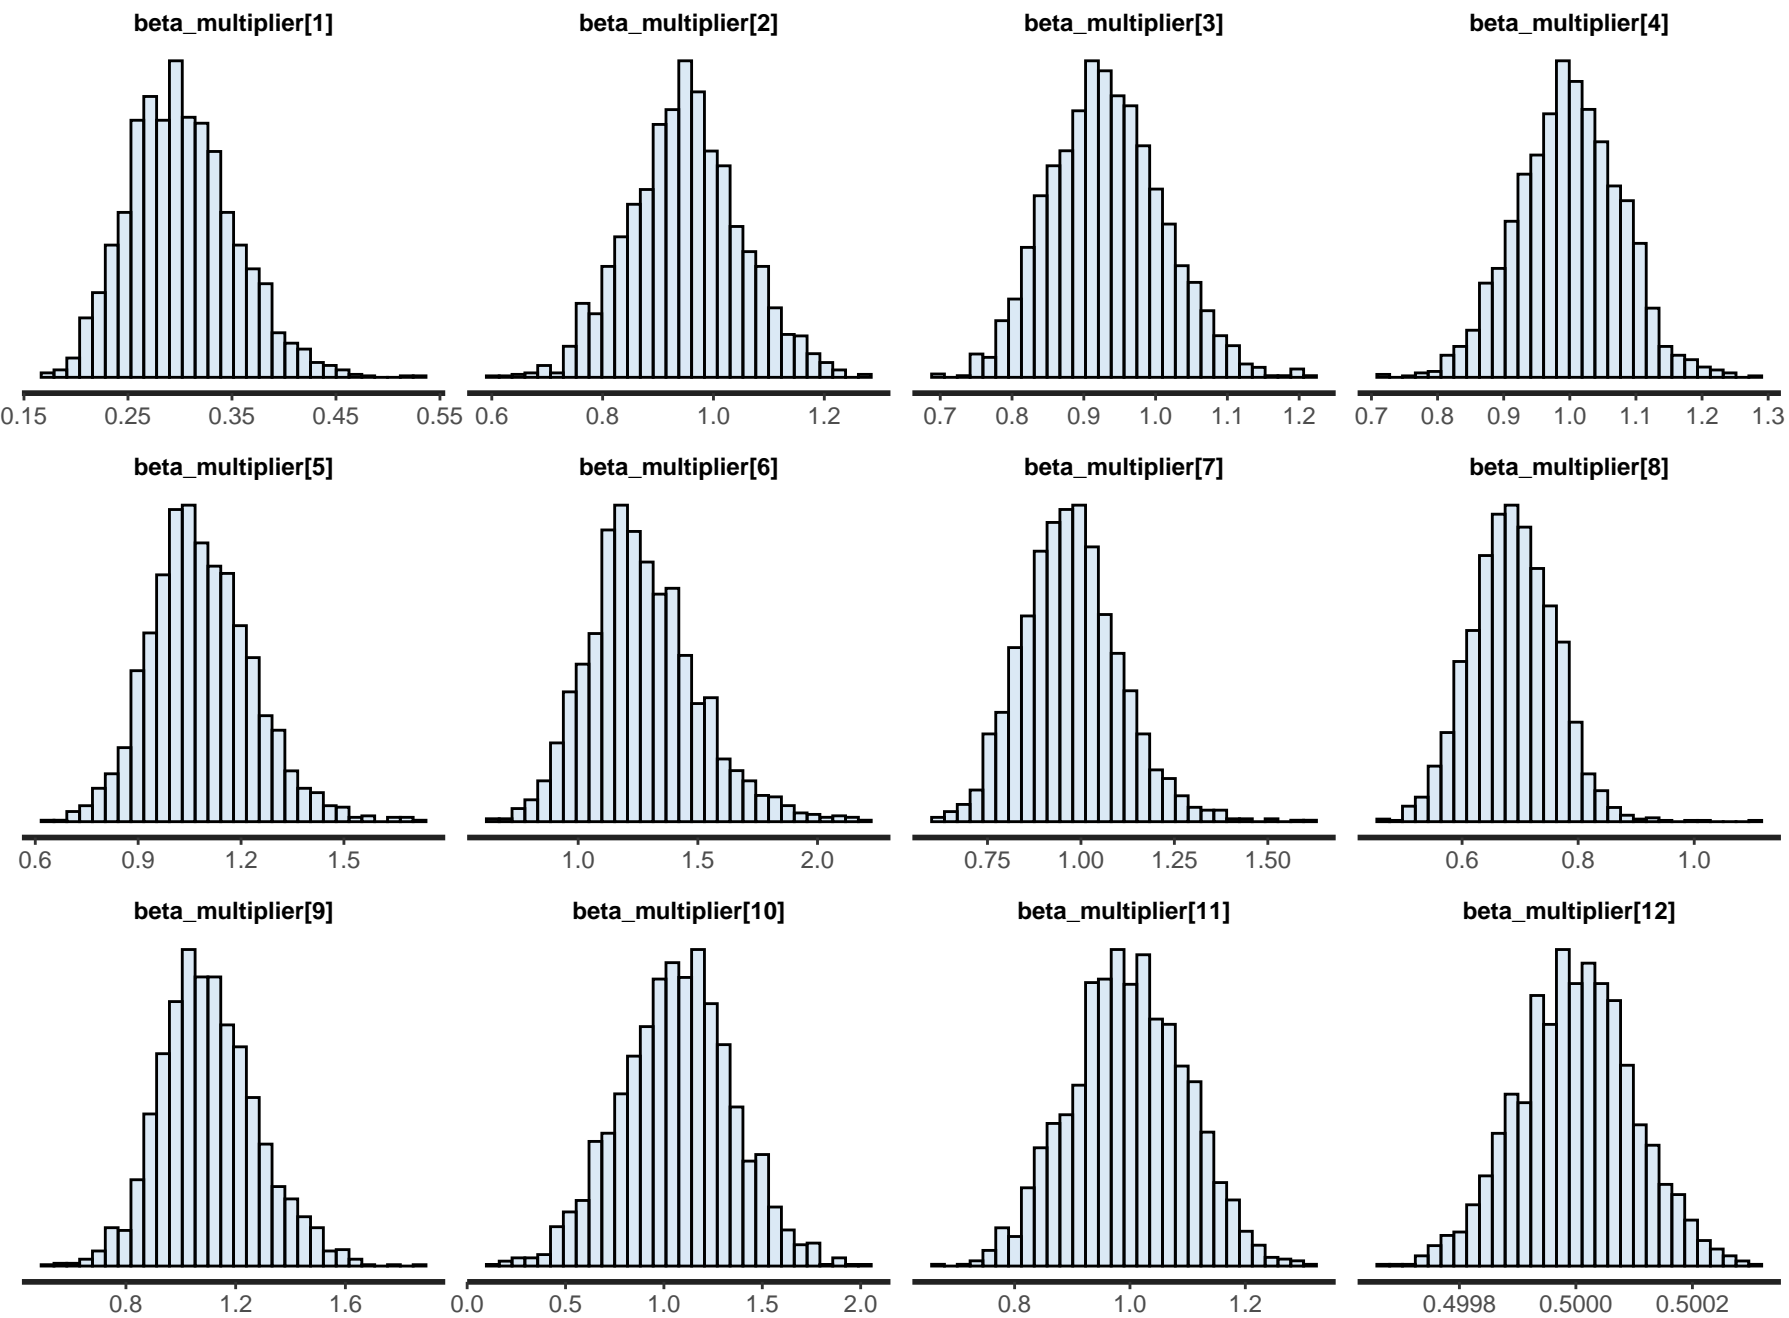 beta_multiplier[1] beta_multiplier[2] beta_multiplier[3] beta_multiplier[4]
0.15 0.25 0.35 0.45 0.55 0.6 0.8 1.0 1.2 0.7 0.8 0.9 1.0 1.1 1.2 0.7 0.8 0.9 1.0 1.1 1.2 1.3
beta_multiplier[5] beta_multiplier[6] beta_multiplier[7] beta_multiplier[8]
0.6 0.9 1.2 1.5 1.0 1.5 2.0 0.75 1.00 1.25 1.50 0.6 0.8 1.0
beta_multiplier[9] beta_multiplier[10] beta_multiplier[11] beta_multiplier[12]
0.8 1.2 1.6 0.0 0.5 1.0 1.5 2.0 0.8 1.0 1.2 0.4998 0.5000 0.5002